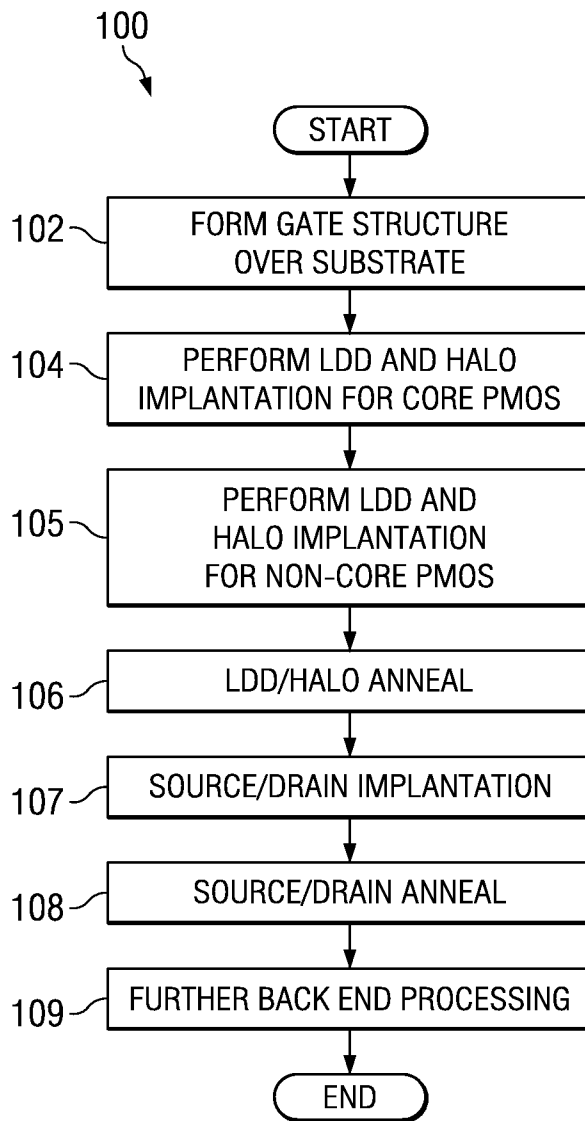 100
START
102
FORM GATE STRUCTURE
OVER SUBSTRATE
104
PERFORM LDD AND HALO
IMPLANTATION FOR CORE PMOS
105
PERFORM LDD AND
HALO IMPLANTATION
FOR NON-CORE PMOS
106
LDD/HALO ANNEAL
107
SOURCE/DRAIN IMPLANTATION
108
SOURCE/DRAIN ANNEAL
109
FURTHER BACK END PROCESSING
END